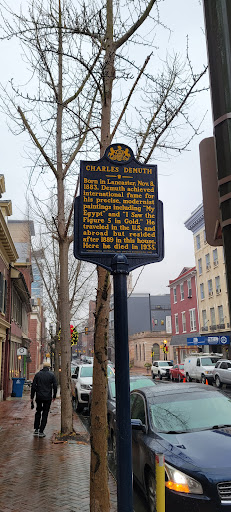 CHARLES DEMUTH
Born in Lancaster, Nov. 8,
1883, Demuth achieved
international fame for
his precise, modernist
paintings including "My
Egypt" and "I Saw the
Figure 5 in Gold." He
traveled in the U.S. and
abroad but resided
after 1889 in this house.
Here he died in 1935.